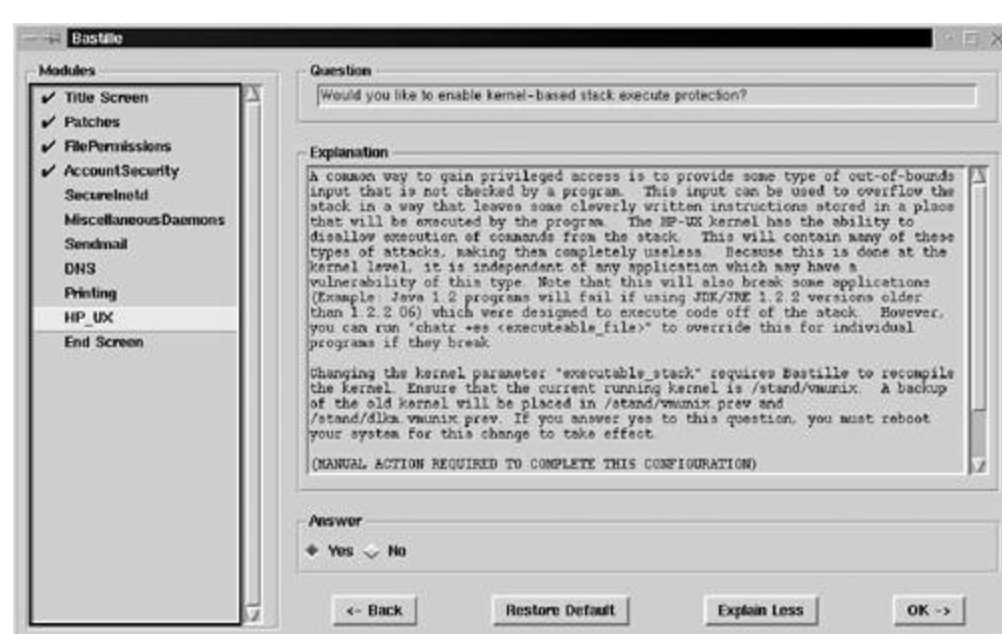 Bastille
Modules
✔ Title Screen
✔ Patches
✔ FilePermissions
✔ AccountSecurity
SecureInetd
MiscellaneousDaemons
Sendmail
DNS
Printing
HP_UX
End Screen
Question
Would you like to enable kernel-based stack execute protection?
Explanation
A common way to gain privileged access is to provide some type of out-of-bounds
input that is not checked by a program. This input can be used to overflow the
stack in a way that leaves some cleverly written instructions stored in a place
that will be executed by the program. The HP-UX kernel has the ability to
disallow execution of commands from the stack. This will contain many of these
types of attacks, making them completely useless. Because this is done at the
kernel level, it is independent of any application which may have a
vulnerability of this type. Note that this will also break some applications
(Example: Java 1.2 programs will fail if using JDK/JRE 1.2.2 versions older
than 1.2.2.06) which were designed to execute code off of the stack. However,
you can run "chatr +es <executeable_file>" to override this for individual
programs if they break.
Changing the kernel parameter "executable_stack" requires Bastille to recompile
the kernel. Ensure that the current running kernel is /stand/vmunix. A backup
of the old kernel will be placed in /stand/vmunix.prev and
/stand/dlkm.vmunix.prev. If you answer yes to this question, you must reboot
your system for this change to take effect.
(MANUAL ACTION REQUIRED TO COMPLETE THIS CONFIGURATION)
Answer
Yes No
<- Back Restore Default Explain Less OK ->